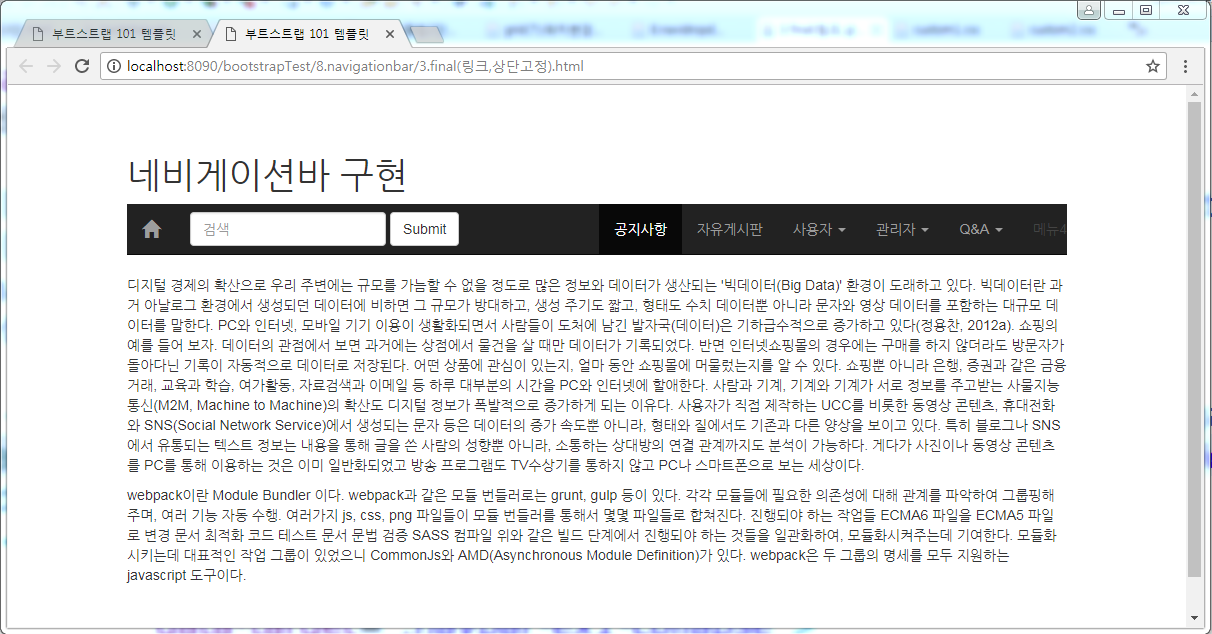 부트스트랩 101 템플릿
부트스트랩 101 템플릿
localhost:8090/bootstrapTest/8.navigationbar/3.final(링크,상단고정).html
네비게이션바 구현
검색 Submit 공지사항 자유게시판 사용자 관리자 Q&A 메뉴4
디지털 경제의 확산으로 우리 주변에는 규모를 가늠할 수 없을 정도로 많은 정보와 데이터가 생산되는 '빅데이터(Big Data)' 환경이 도래하고 있다. 빅데이터란 과
거 아날로그 환경에서 생성되던 데이터에 비하면 그 규모가 방대하고, 생성 주기도 짧고, 형태도 수치 데이터뿐 아니라 문자와 영상 데이터를 포함하는 대규모 데
이터를 말한다. PC와 인터넷, 모바일 기기 이용이 생활화되면서 사람들이 도처에 남긴 발자국(데이터)은 기하급수적으로 증가하고 있다(정용찬, 2012a). 쇼핑의
예를 들어 보자. 데이터의 관점에서 보면 과거에는 상점에서 물건을 살 때만 데이터가 기록되었다. 반면 인터넷쇼핑몰의 경우에는 구매를 하지 않더라도 방문자가
돌아다닌 기록이 자동적으로 데이터로 저장된다. 어떤 상품에 관심이 있는지, 얼마 동안 쇼핑몰에 머물렀는지를 알 수 있다. 쇼핑뿐 아니라 은행, 증권과 같은 금융
거래, 교육과 학습, 여가활동, 자료검색과 이메일 등 하루 대부분의 시간을 PC와 인터넷에 할애한다. 사람과 기계, 기계와 기계가 서로 정보를 주고받는 사물지능
통신(M2M, Machine to Machine)의 확산도 디지털 정보가 폭발적으로 증가하게 되는 이유다. 사용자가 직접 제작하는 UCC를 비롯한 동영상 콘텐츠, 휴대전화
와 SNS(Social Network Service)에서 생성되는 문자 등은 데이터의 증가 속도뿐 아니라, 형태와 질에서도 기존과 다른 양상을 보이고 있다. 특히 블로그나 SNS
에서 유통되는 텍스트 정보는 내용을 통해 글을 쓴 사람의 성향뿐 아니라, 소통하는 상대방의 연결 관계까지도 분석이 가능하다. 게다가 사진이나 동영상 콘텐츠
를 PC를 통해 이용하는 것은 이미 일반화되었고 방송 프로그램도 TV수상기를 통하지 않고 PC나 스마트폰으로 보는 세상이다.
webpack이란 Module Bundler 이다. webpack과 같은 모듈 번들러로는 grunt, gulp 등이 있다. 각각 모듈들에 필요한 의존성에 대해 관계를 파악하여 그룹핑해
주며, 여러 기능 자동 수행. 여러가지 js, css, png 파일들이 모듈 번들러를 통해서 몇몇 파일들로 합쳐진다. 진행되야 하는 작업들 ECMA6 파일을 ECMA5 파일
로 변경 문서 최적화 코드 테스트 문서 문법 검증 SASS 컴파일 위와 같은 빌드 단계에서 진행되야 하는 것들을 일관화하여, 모듈화시켜주는데 기여한다. 모듈화
시키는데 대표적인 작업 그룹이 있었으니 CommonJs와 AMD(Asynchronous Module Definition)가 있다. webpack은 두 그룹의 명세를 모두 지원하는
javascript 도구이다.